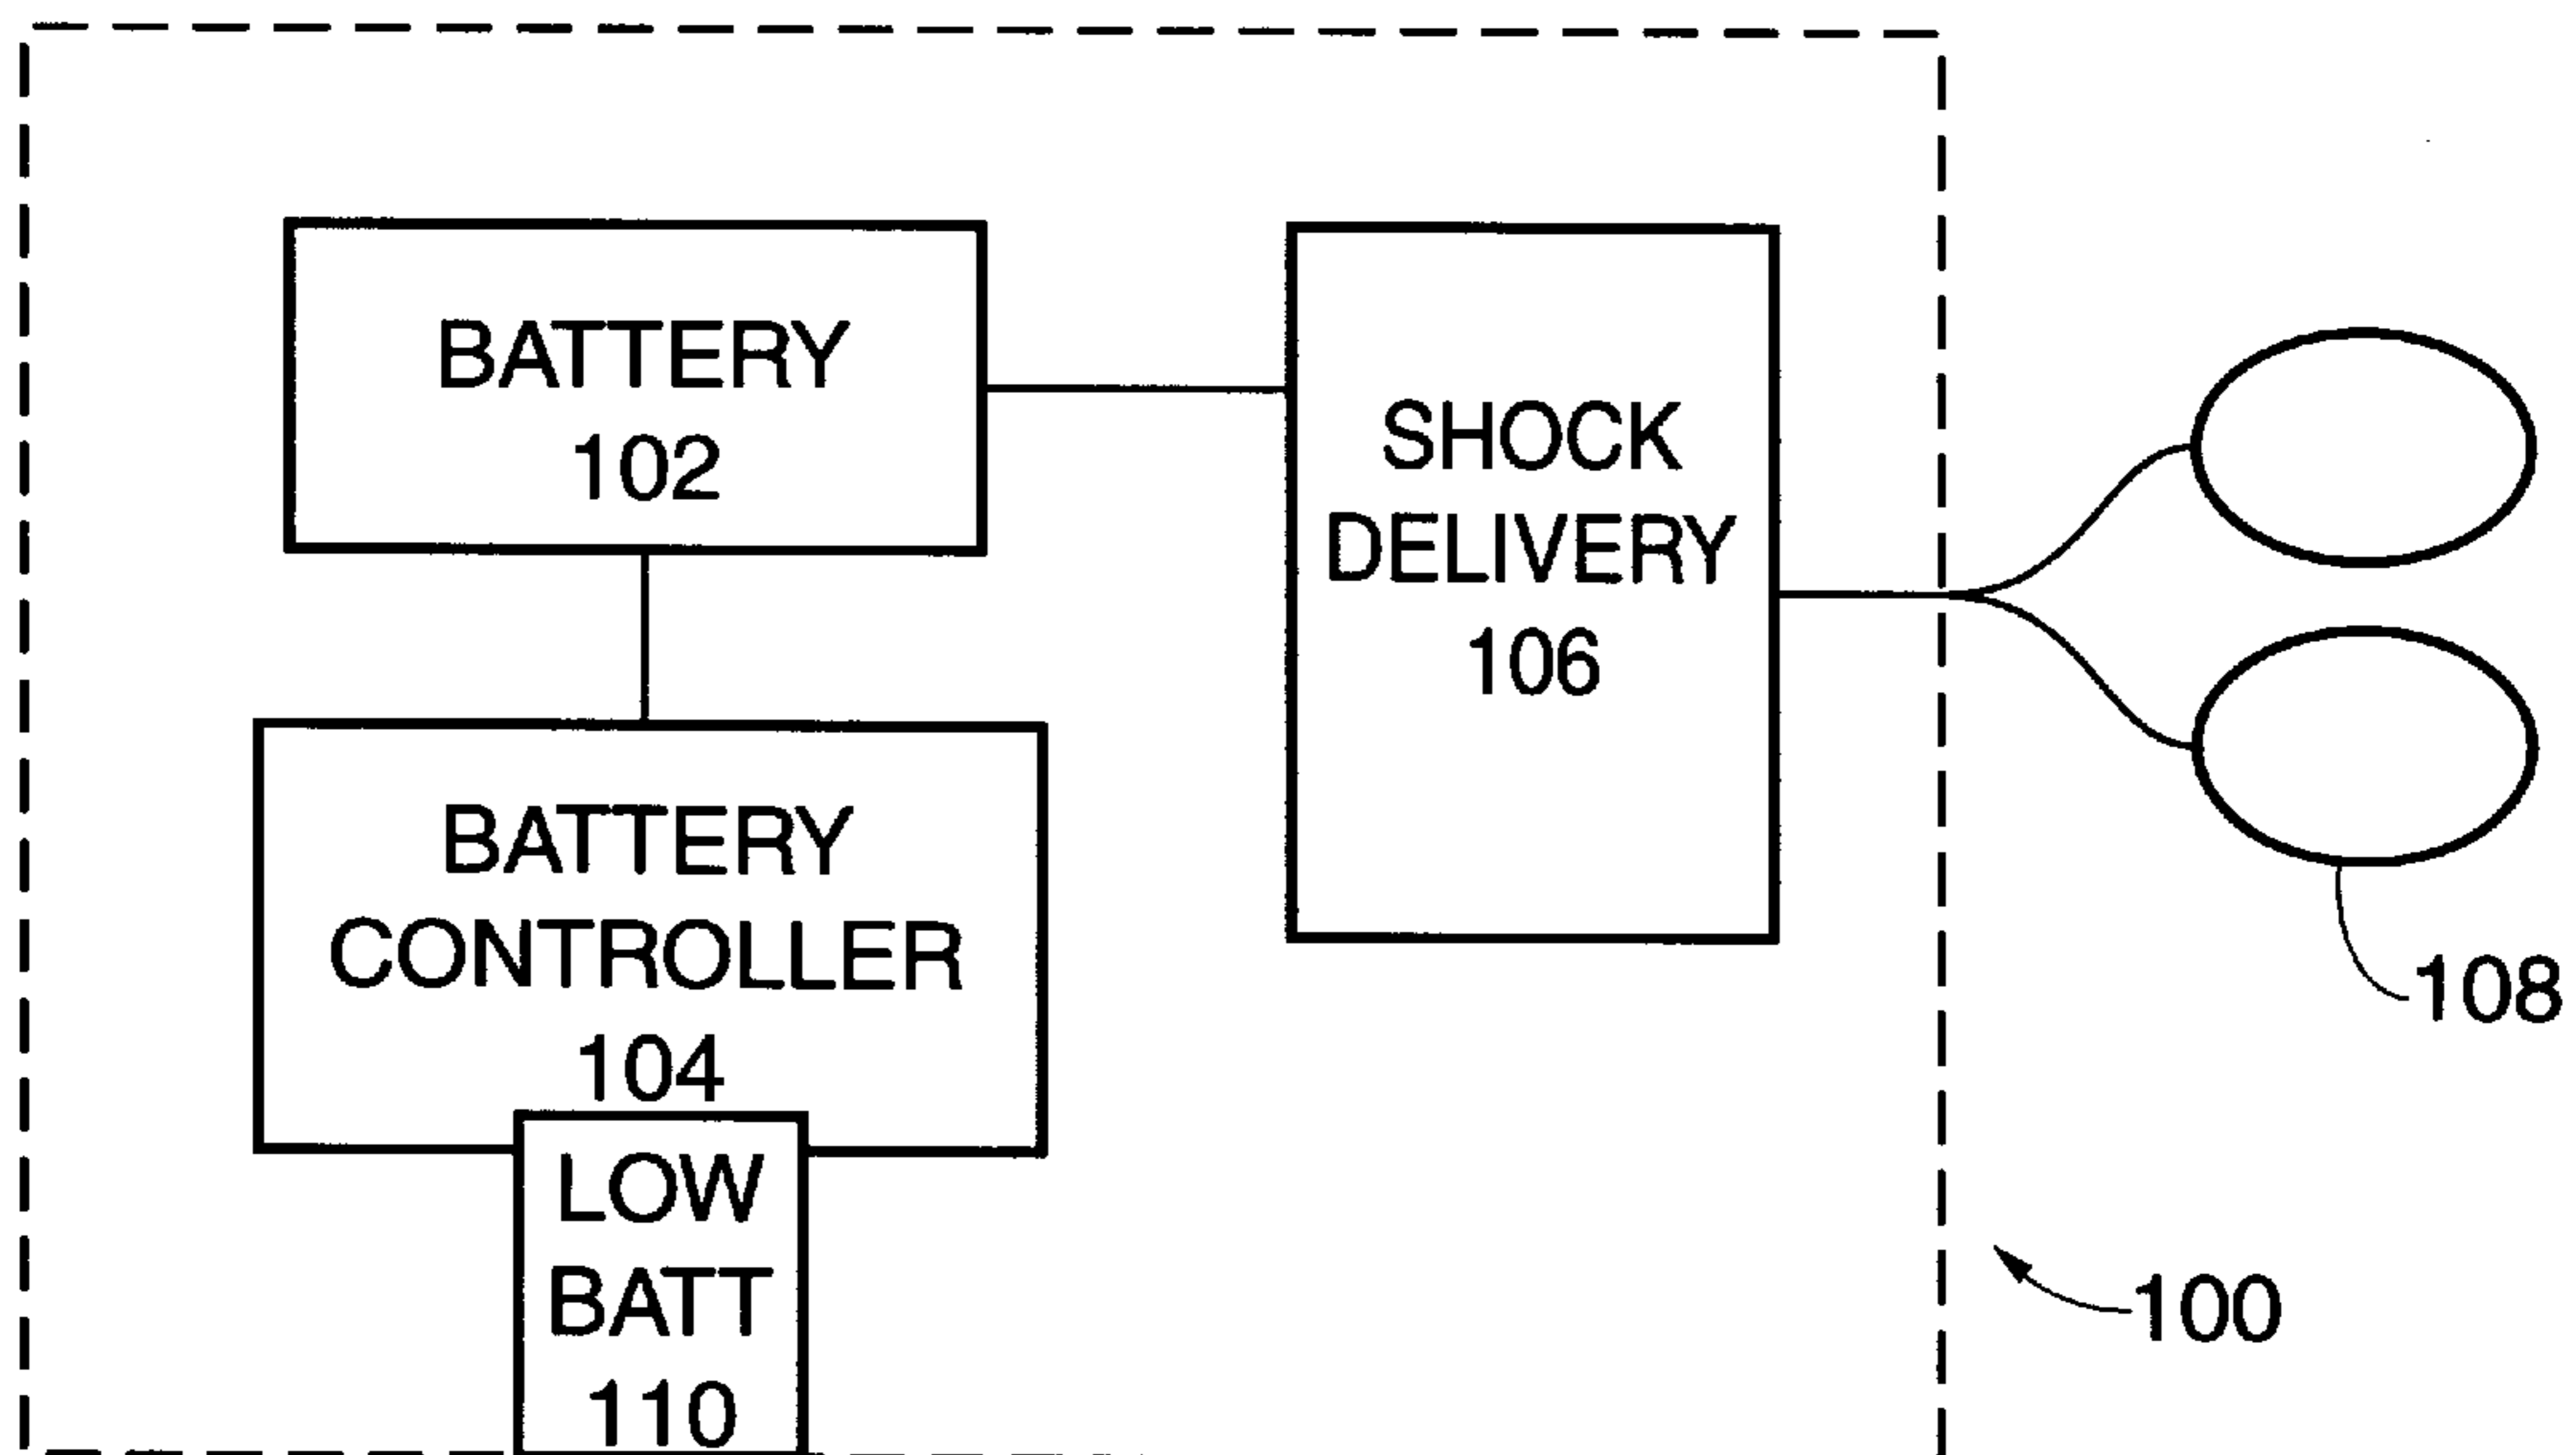 BATTERY
102
SHOCK
DELIVERY
106
BATTERY
CONTROLLER
104
LOW
BATT
110
108
100